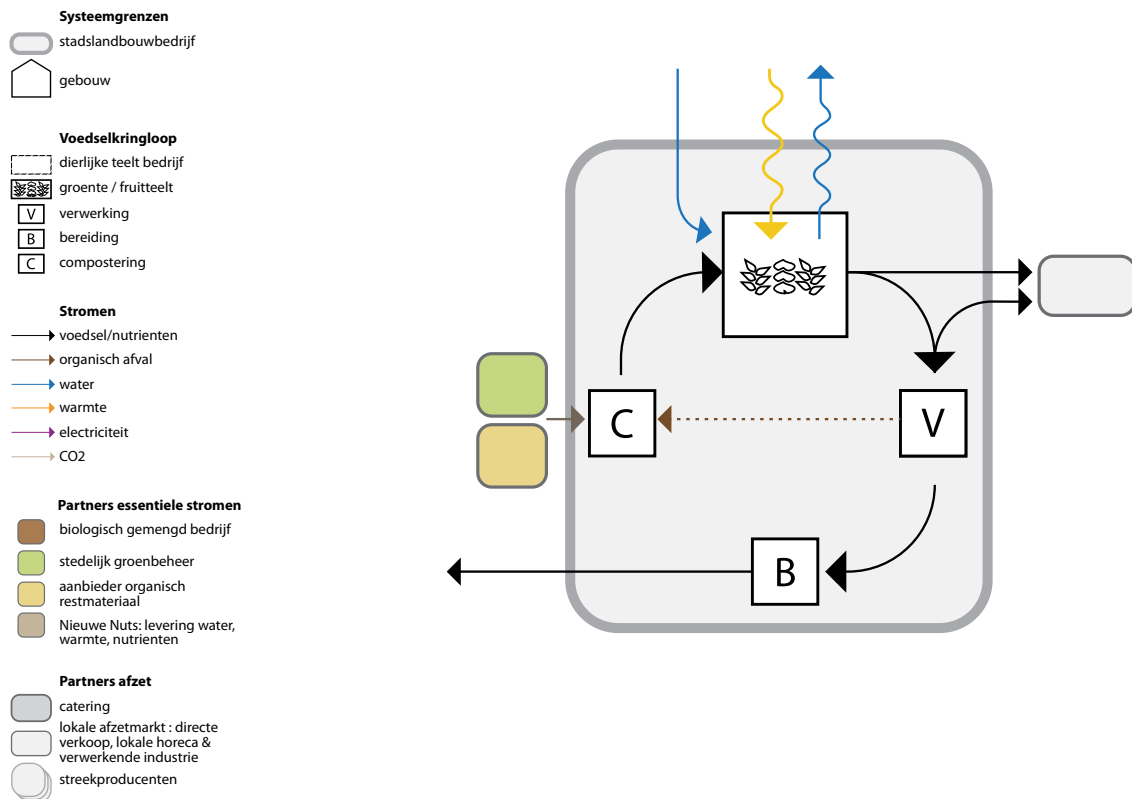 Systeemgrenzen
stadslandbouwbedrijf
gebouw
Voedselkringloop
dierlijke teelt bedrijf
groente / fruitteelt
V verwerking
B bereiding
C compostering
Stromen
voedsel/nutrienten
organisch afval
water
warmte
electriciteit
CO2
Partners essentiele stromen
biologisch gemengd bedrijf
stedelijk groenbeheer
aanbieder organisch
restmateriaal
Nieuwe Nuts: levering water,
warmte, nutrienten
Partners afzet
catering
lokale afzetmarkt : directe
verkoop, lokale horeca &
verwerkende industrie
streekproducenten
C
V
B